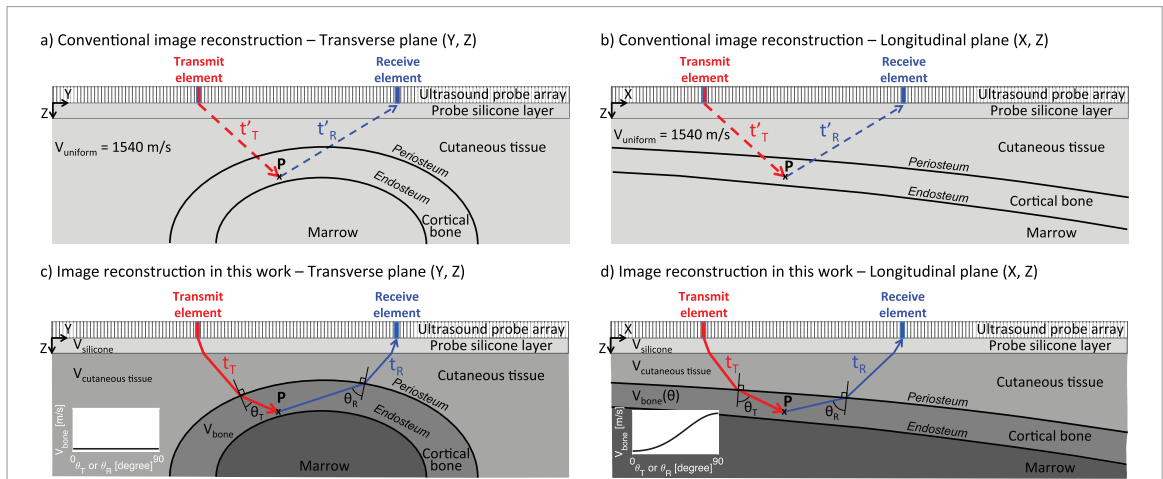 a) Conventional image reconstruction – Transverse plane (Y, Z)
Transmit element
Receive element
Y
Ultrasound probe array
Z
Probe silicone layer
t'T
t'R
Vuniform = 1540 m/s
Cutaneous tissue
P
x
Periosteum
Endosteum
Cortical bone
Marrow
b) Conventional image reconstruction – Longitudinal plane (X, Z)
Transmit element
Receive element
X
Ultrasound probe array
Z
Probe silicone layer
t'T
t'R
Vuniform = 1540 m/s
Cutaneous tissue
P
x
Periosteum
Endosteum
Cortical bone
Marrow
c) Image reconstruction in this work – Transverse plane (Y, Z)
Transmit element
Receive element
Y
Ultrasound probe array
Z
Vsilicone
Probe silicone layer
tT
tR
Vcutaneous tissue
Cutaneous tissue
P
x
θT
θR
Periosteum
Endosteum
Vbone
Cortical bone
Marrow
Vbone [m/s]
0
90
θT or θR [degree]
d) Image reconstruction in this work – Longitudinal plane (X, Z)
Transmit element
Receive element
X
Ultrasound probe array
Z
Vsilicone
Probe silicone layer
tT
tR
Vcutaneous tissue
Cutaneous tissue
Vbone(θ)
P
x
θT
θR
Periosteum
Endosteum
Cortical bone
Marrow
Vbone [m/s]
0
90
θT or θR [degree]